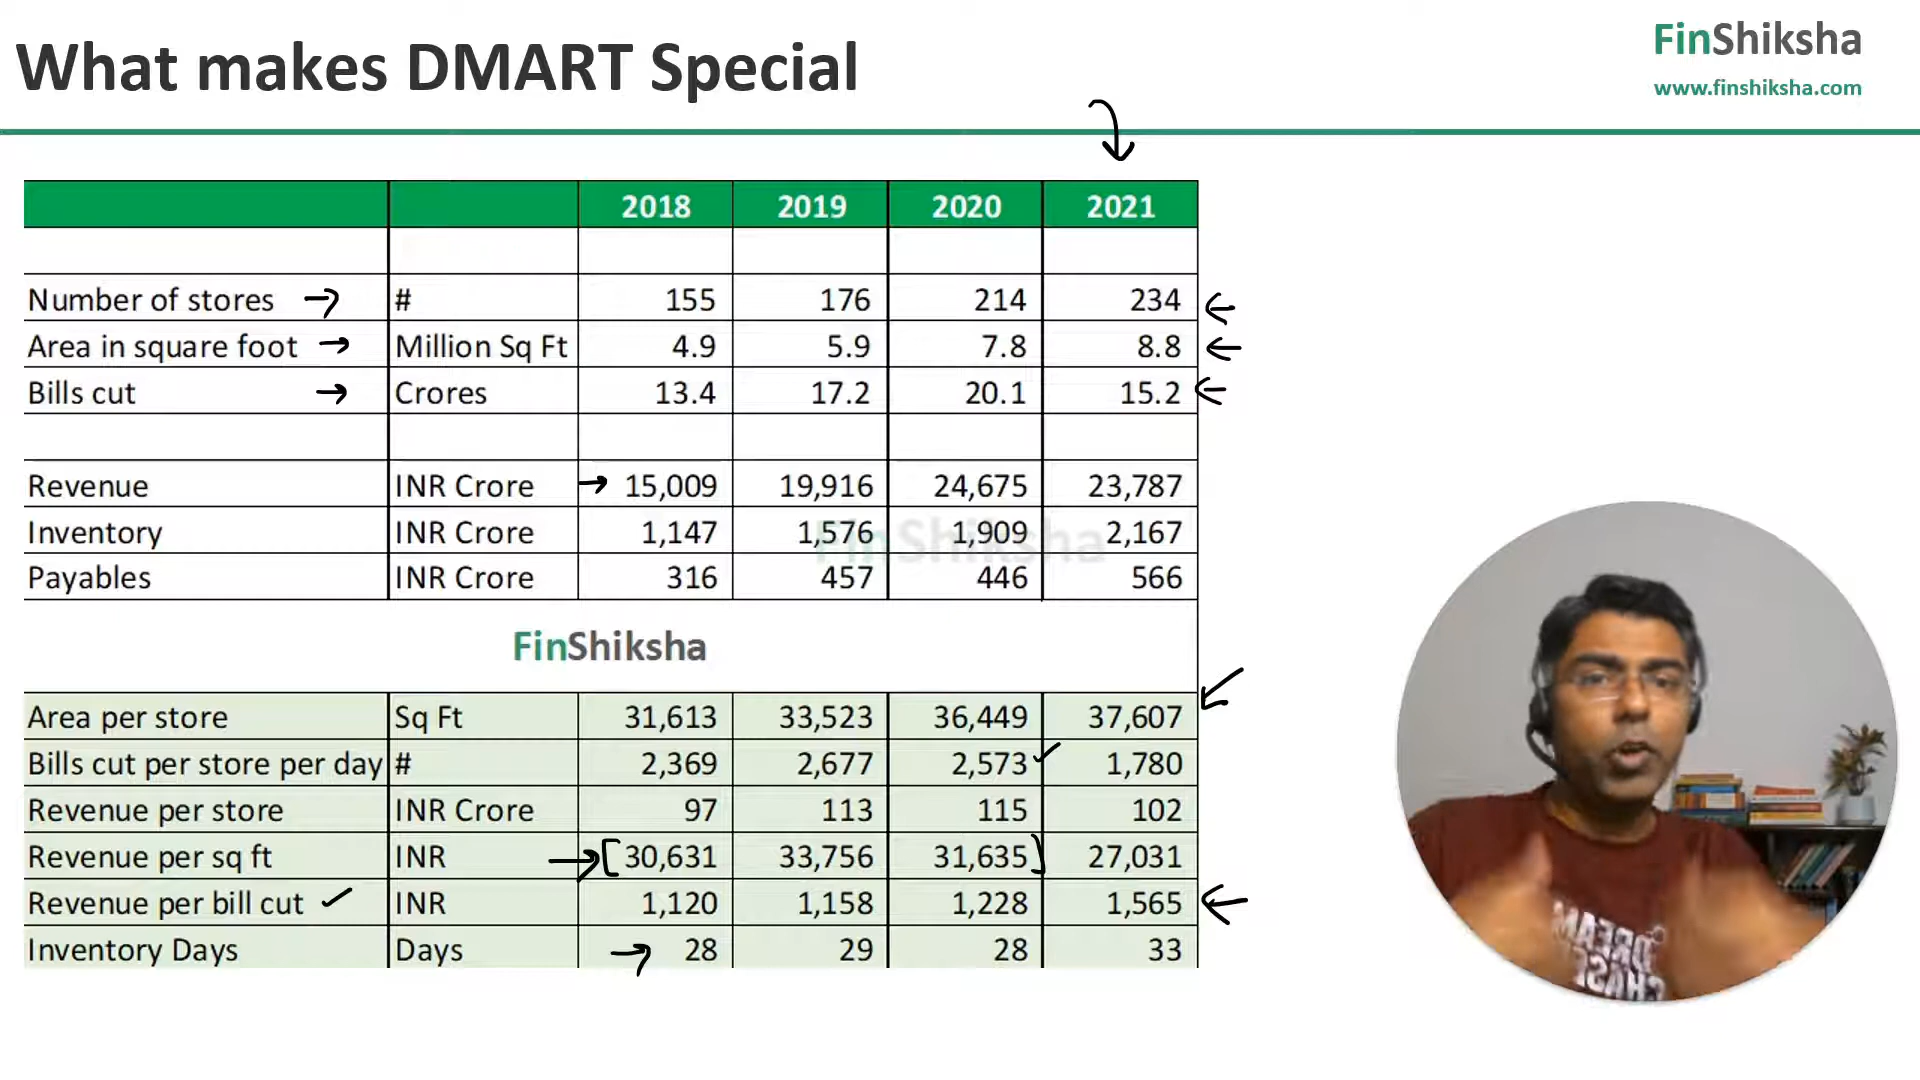 What makes DMART Special
FinShiksha
www.finshiksha.com
2018 2019 2020 2021
Number of stores # 155 176 214 234
Area in square foot Million Sq Ft 4.9 5.9 7.8 8.8
Bills cut Crores 13.4 17.2 20.1 15.2
Revenue INR Crore 15,009 19,916 24,675 23,787
Inventory INR Crore 1,147 1,576 1,909 2,167
FinShiksha
Payables INR Crore 316 457 446 566
FinShiksha
Area per store Sq Ft 31,613 33,523 36,449 37,607
Bills cut per store per day # 2,369 2,677 2,573 1,780
Revenue per store INR Crore 97 113 115 102
Revenue per sq ft INR 30,631 33,756 31,635 27,031
Revenue per bill cut INR 1,120 1,158 1,228 1,565
Inventory Days Days 28 29 28 33
DREAM
CHASE